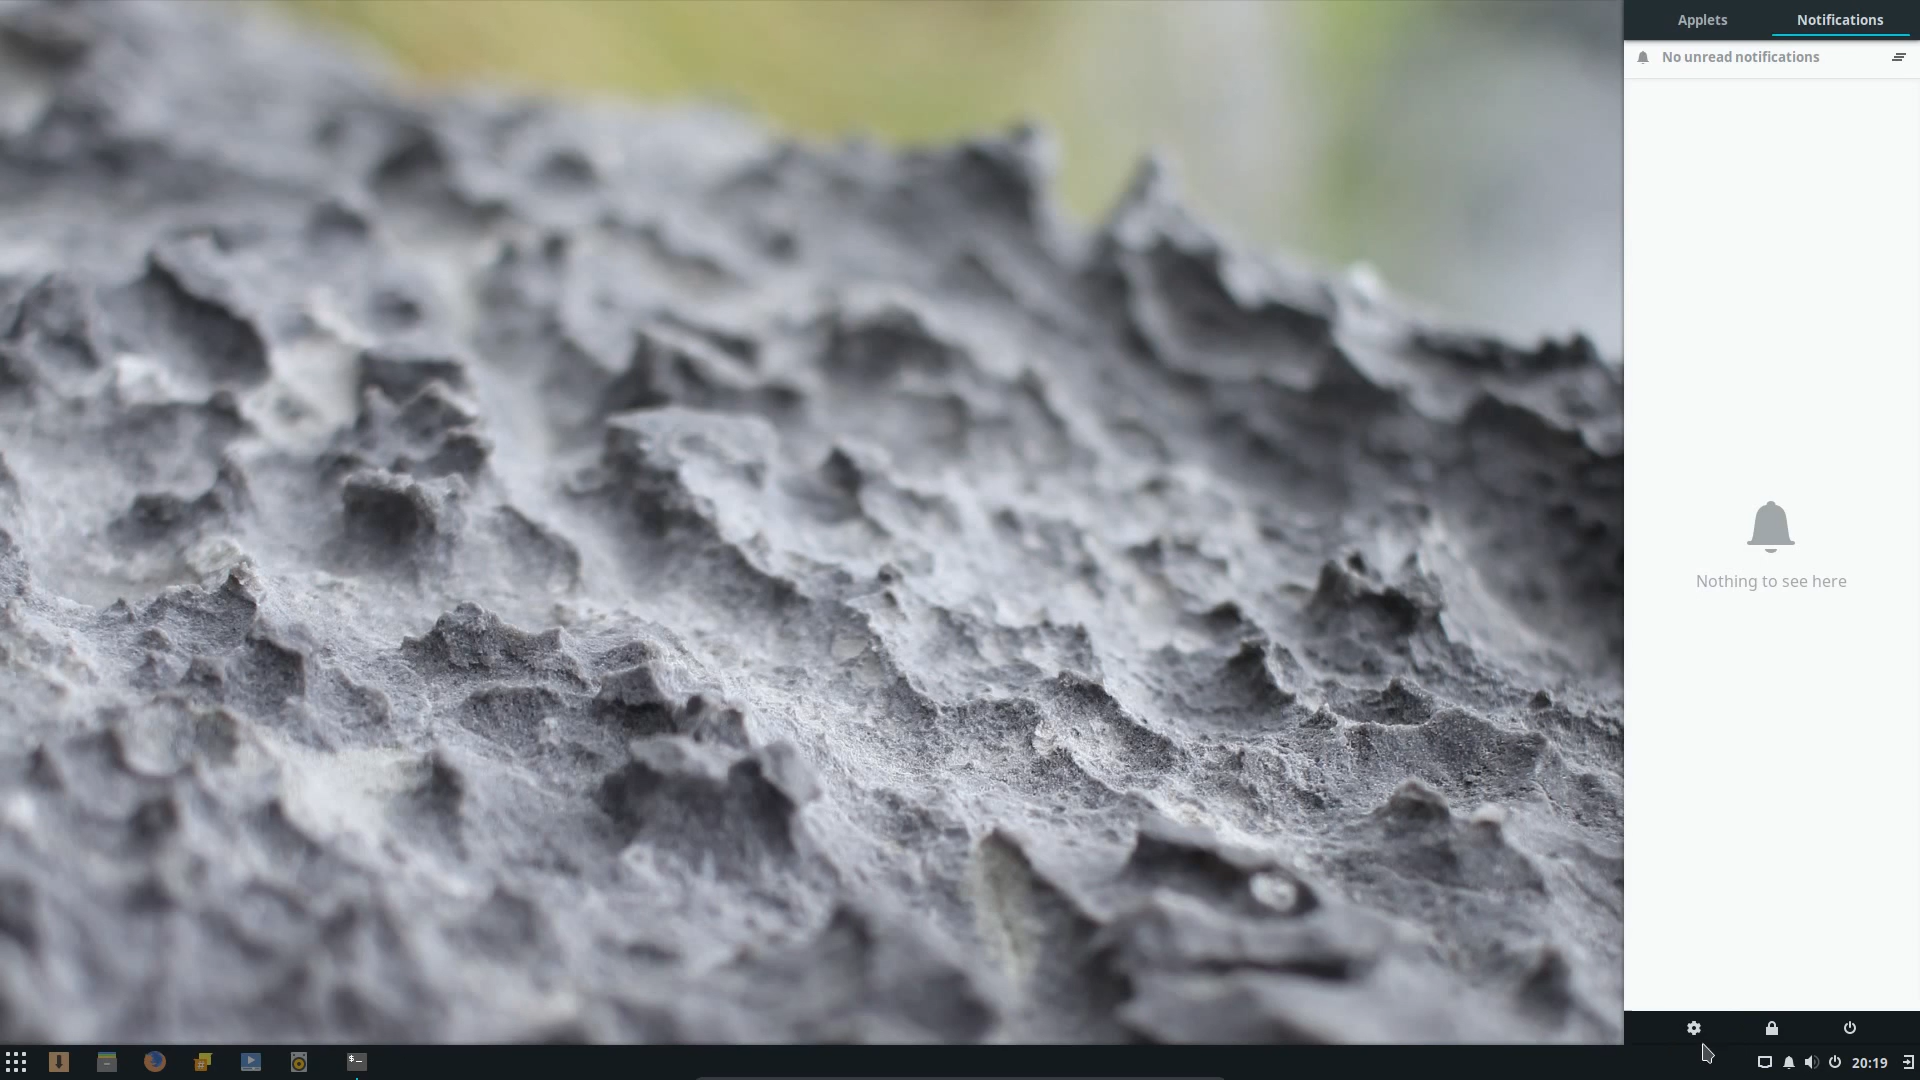 Applets Notifications
No unread notifications
Nothing to see here
$_
20:19